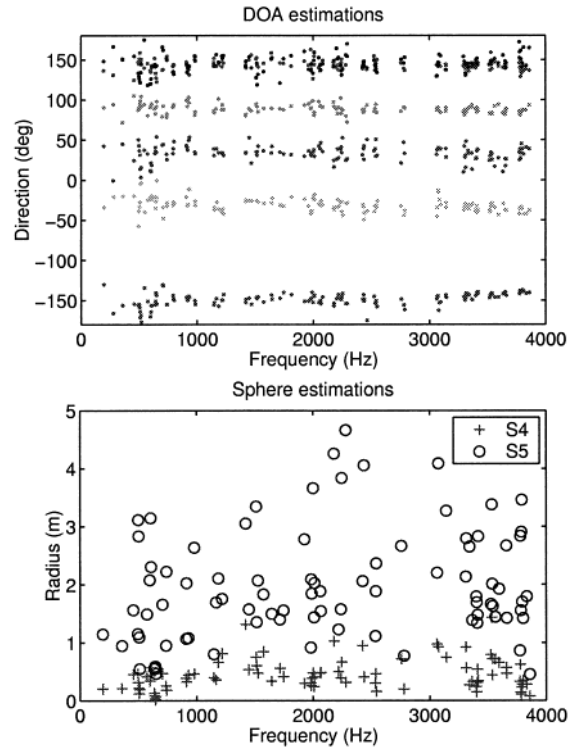 DOA estimations
150
100
50
0
−50
−100
−150
Direction (deg)
0
1000
2000
3000
4000
Frequency (Hz)
Sphere estimations
5
4
3
2
1
0
Radius (m)
S4
S5
0
1000
2000
3000
4000
Frequency (Hz)